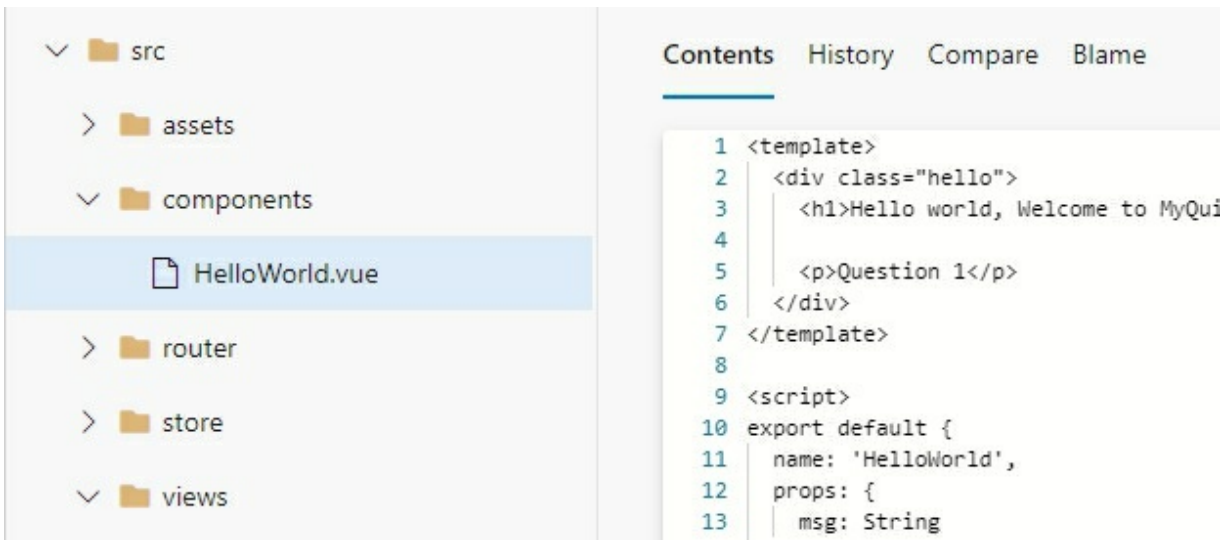 src
assets
components
HelloWorld.vue
router
store
views
Contents History Compare Blame
1 <template>
2 <div class="hello">
3 <h1>Hello world, Welcome to MyQui
4
5 <p>Question 1</p>
6 </div>
7 </template>
8
9 <script>
10 export default {
11 name: 'HelloWorld',
12 props: {
13 msg: String